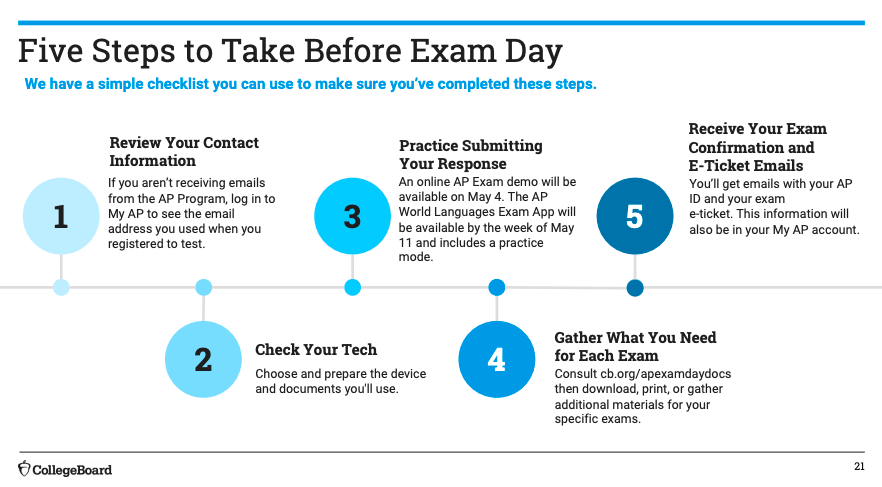 Five Steps to Take Before Exam Day
We have a simple checklist you can use to make sure you've completed these steps.
1
Review Your Contact
Information
If you aren't receiving emails
from the AP Program, log in to
My AP to see the email
address you used when you
registered to test.
2
Check Your Tech
Choose and prepare the device
and documents you'll use.
3
Practice Submitting
Your Response
An online AP Exam demo will be
available on May 4. The AP
World Languages Exam App will
be available by the week of May
11 and includes a practice
mode.
4
Gather What You Need
for Each Exam
Consult cb.org/apexamdaydocs
then download, print, or gather
additional materials for your
specific exams.
5
Receive Your Exam
Confirmation and
E-Ticket Emails
You'll get emails with your AP
ID and your exam
e-ticket. This information will
also be in your My AP account.
CollegeBoard
21